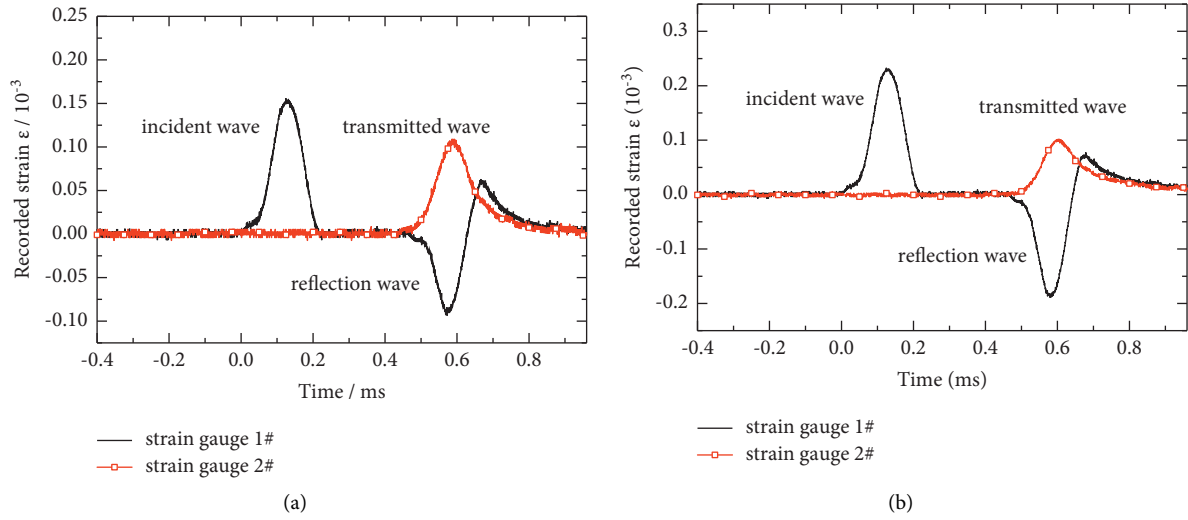 0.25
0.20
0.15
0.10
0.05
0.00
-0.05
-0.10
Recorded strain ε / 10⁻³
incident wave
transmitted wave
reflection wave
-0.4 -0.2 0.0 0.2 0.4 0.6 0.8
Time / ms
strain gauge 1#
strain gauge 2#
(a)
0.3
0.2
0.1
0.0
-0.1
-0.2
Recorded strain ε (10⁻³)
incident wave
transmitted wave
reflection wave
-0.4 -0.2 0.0 0.2 0.4 0.6 0.8
Time (ms)
strain gauge 1#
strain gauge 2#
(b)